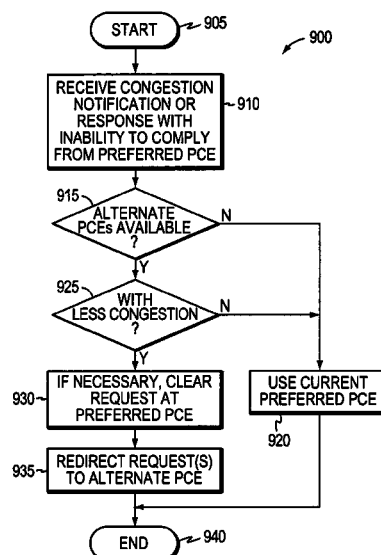 START
905
900
RECEIVE CONGESTION
NOTIFICATION OR
RESPONSE WITH
INABILITY TO COMPLY
FROM PREFERRED PCE
910
915
ALTERNATE
PCEs AVAILABLE
?
N
Y
925
WITH
LESS CONGESTION
?
N
Y
930
IF NECESSARY, CLEAR
REQUEST AT
PREFERRED PCE
USE CURRENT
PREFERRED PCE
920
935
REDIRECT REQUEST(S)
TO ALTERNATE PCE
END
940